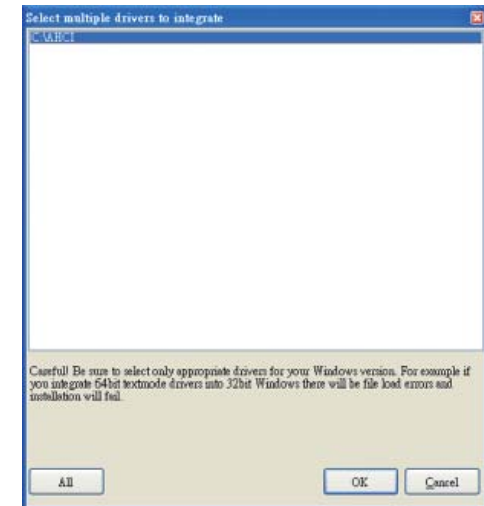 Select multiple drivers to integrate
C:\AHCI
Careful! Be sure to select only appropriate drivers for your Windows version. For example if
you integrate 64bit textmode drivers into 32bit Windows there will be file load errors and
installation will fail.
All
OK
Cancel